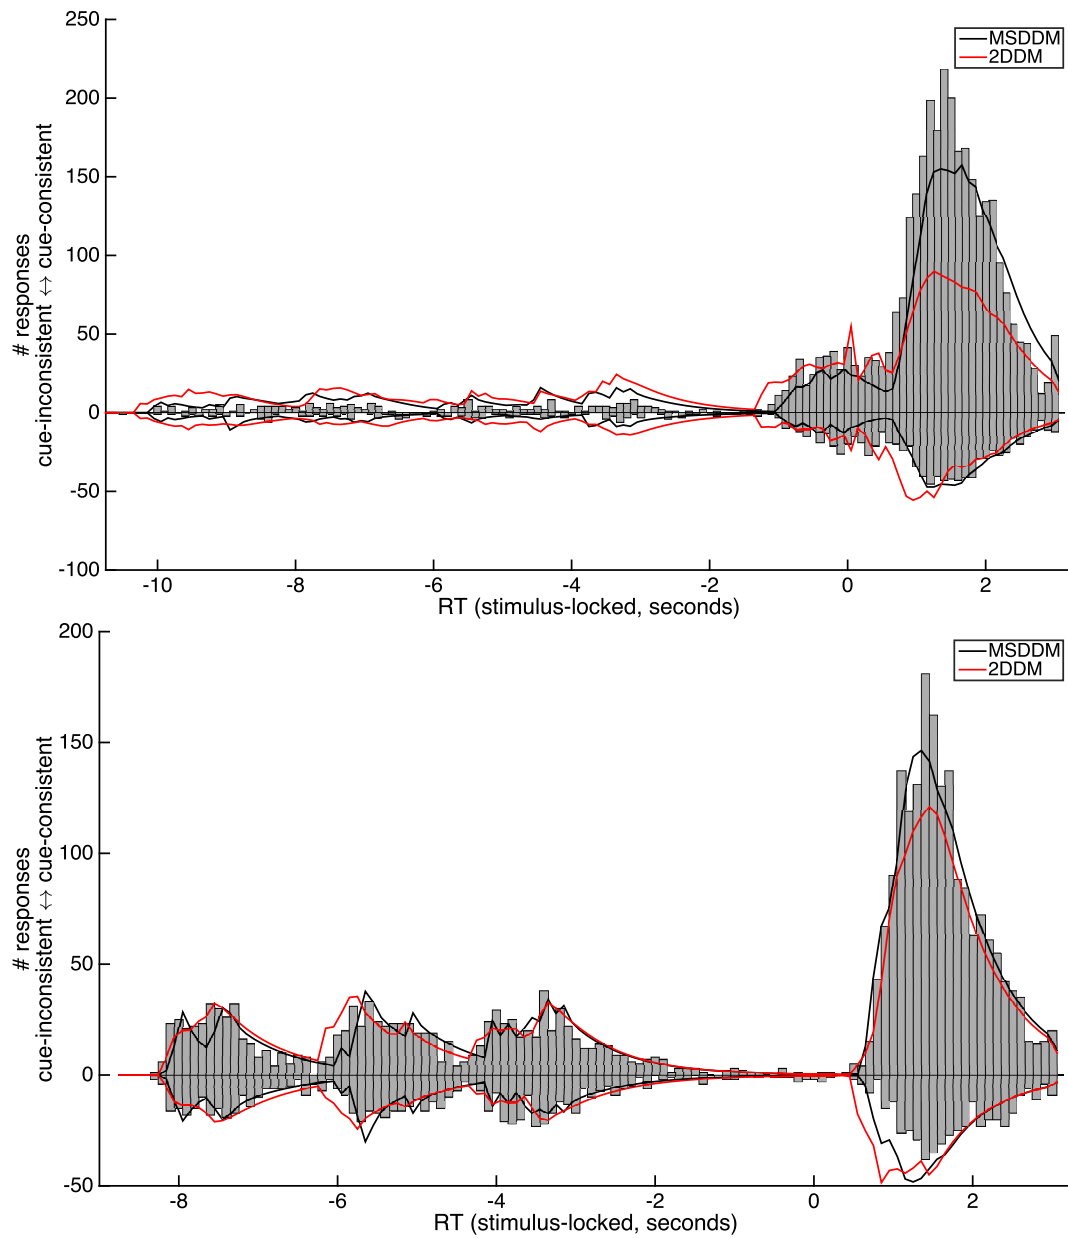 250
200
150
100
50
0
-50
-100
# responses
cue-inconsistent ↔ cue-consistent
MSDDM
2DDM
-10 -8 -6 -4 -2 0 2
RT (stimulus-locked, seconds)
200
150
100
50
0
-50
# responses
cue-inconsistent ↔ cue-consistent
MSDDM
2DDM
-8 -6 -4 -2 0 2
RT (stimulus-locked, seconds)